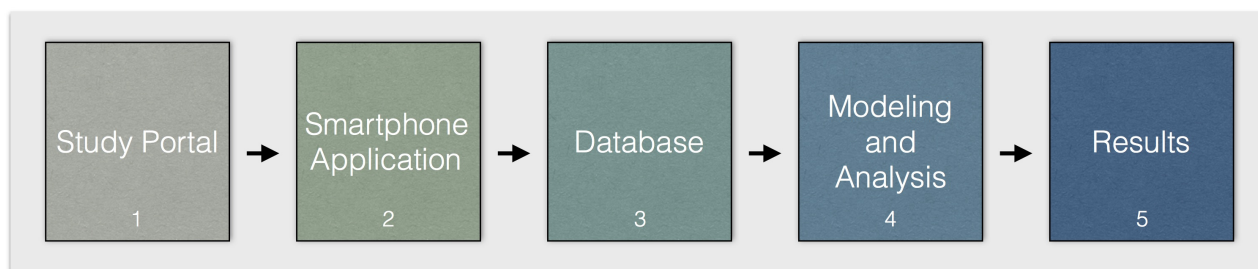 Study Portal
1
Smartphone
Application
2
Database
3
Modeling
and
Analysis
4
Results
5